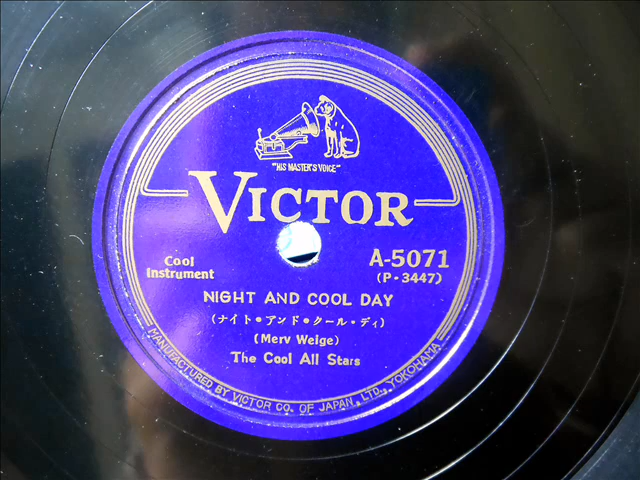 "HIS MASTER'S VOICE"
VICTOR
Cool
Instrument
A-5071
(P-3447)
NIGHT AND COOL DAY
(ナイト・アンド・クール・ディ)
(Merv Weige)
The Cool All Stars
MANUFACTURED BY VICTOR CO. OF JAPAN, LTD., YOKOHAMA